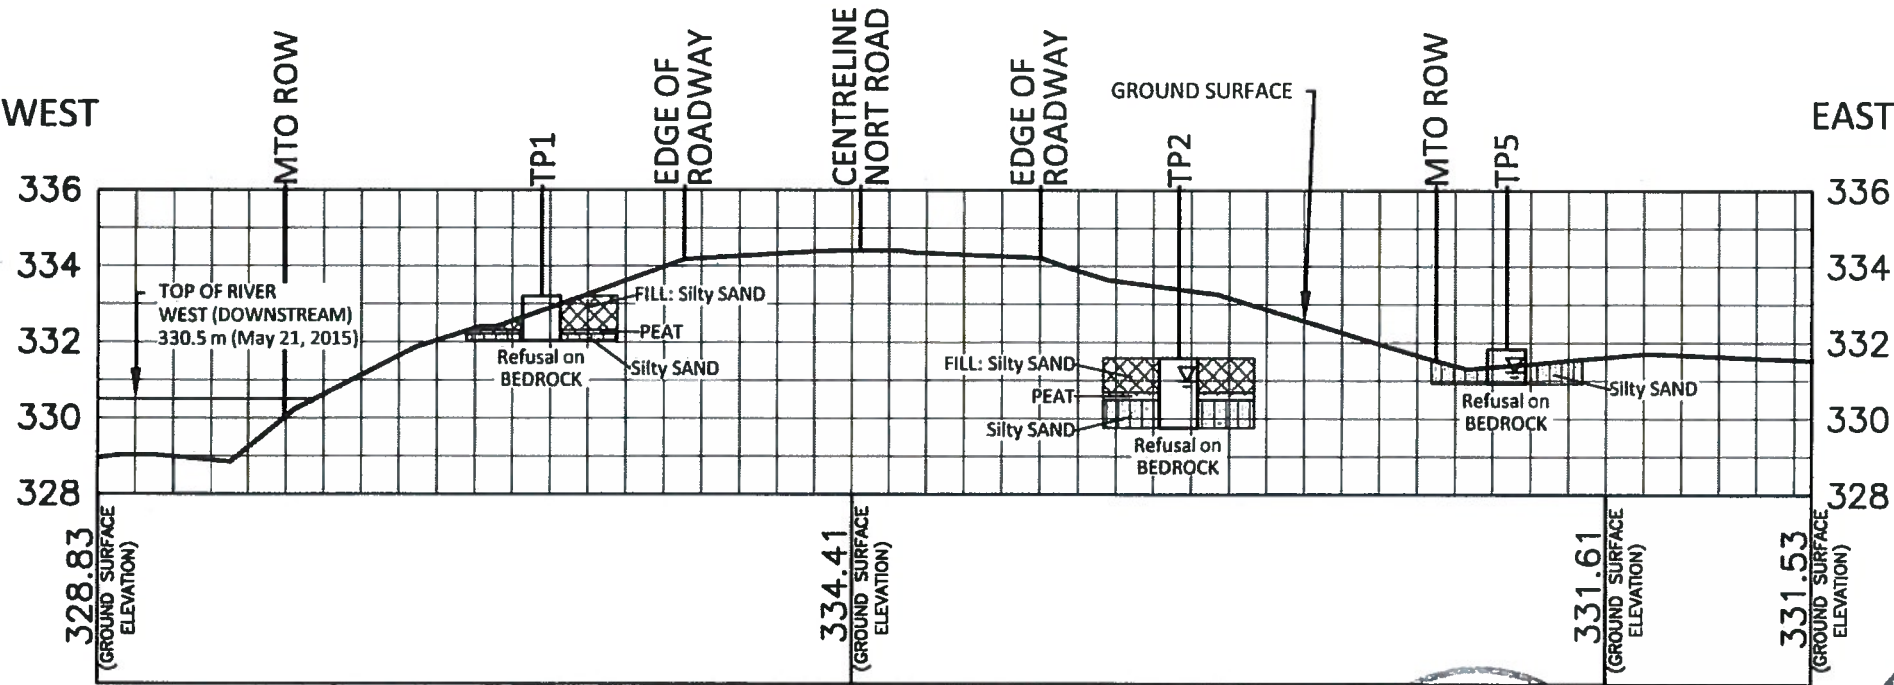 WEST
MTO ROW
TP1
EDGE OF
ROADWAY
CENTRELINE
NORT ROAD
EDGE OF
ROADWAY
GROUND SURFACE
TP2
MTO ROW
TP5
EAST
336
334
332
330
328
336
334
332
330
328
TOP OF RIVER
WEST (DOWNSTREAM)
330.5 m (May 21, 2015)
FILL: Silty SAND
PEAT
Silty SAND
Refusal on
BEDROCK
FILL: Silty SAND
PEAT
Silty SAND
Refusal on
BEDROCK
Silty SAND
Refusal on
BEDROCK
328.83
(GROUND SURFACE
ELEVATION)
334.41
(GROUND SURFACE
ELEVATION)
331.61
(GROUND SURFACE
ELEVATION)
331.53
(GROUND SURFACE
ELEVATION)